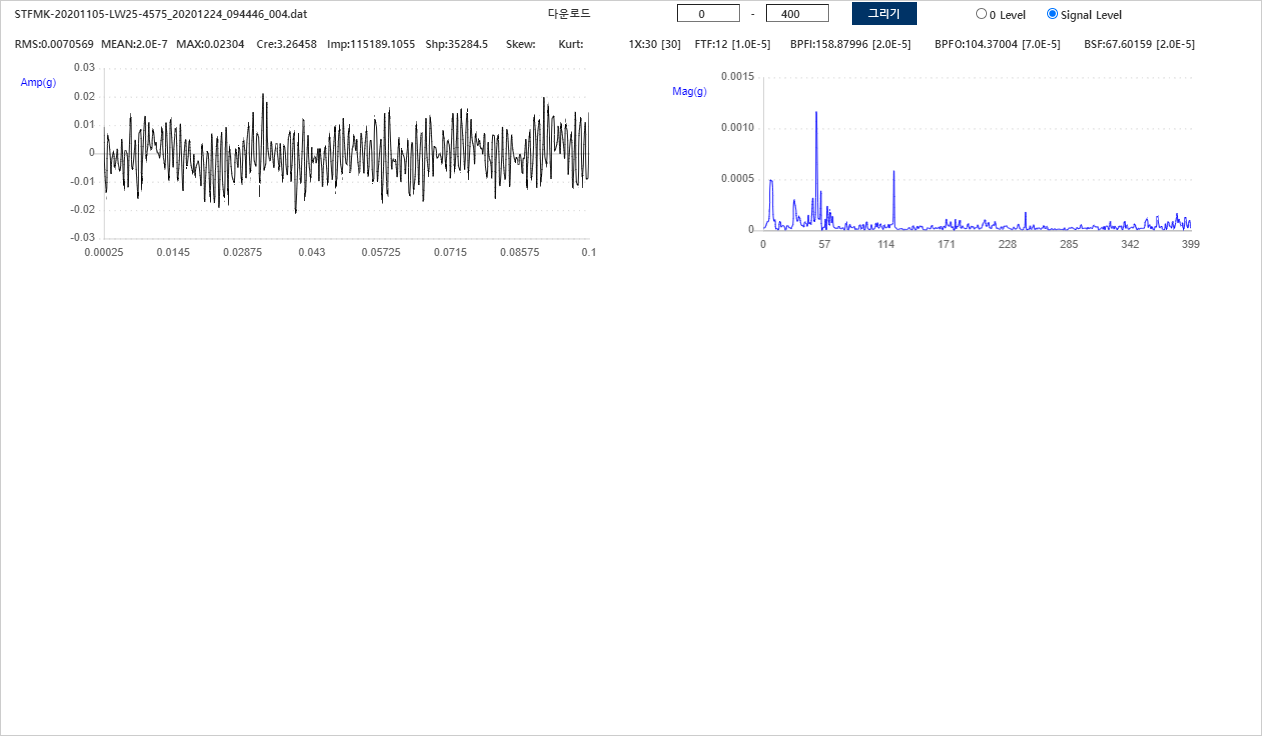 STFMK-20201105-LW25-4575_20201224_094446_004.dat 다운로드 0 - 400 그리기 0 Level Signal Level
RMS:0.0070569 MEAN:2.0E-7 MAX:0.02304 Cre:3.26458 Imp:115189.1055 Shp:35284.5 Skew: Kurt: 1X:30 [30] FTF:12 [1.0E-5] BPFI:158.87996 [2.0E-5] BPFO:104.37004 [7.0E-5] BSF:67.60159 [2.0E-5]
Amp(g)
0.03
0.02
0.01
0
-0.01
-0.02
-0.03
0.00025 0.0145 0.02875 0.043 0.05725 0.0715 0.08575 0.1
Mag(g)
0.0015
0.0010
0.0005
0
0 57 114 171 228 285 342 399